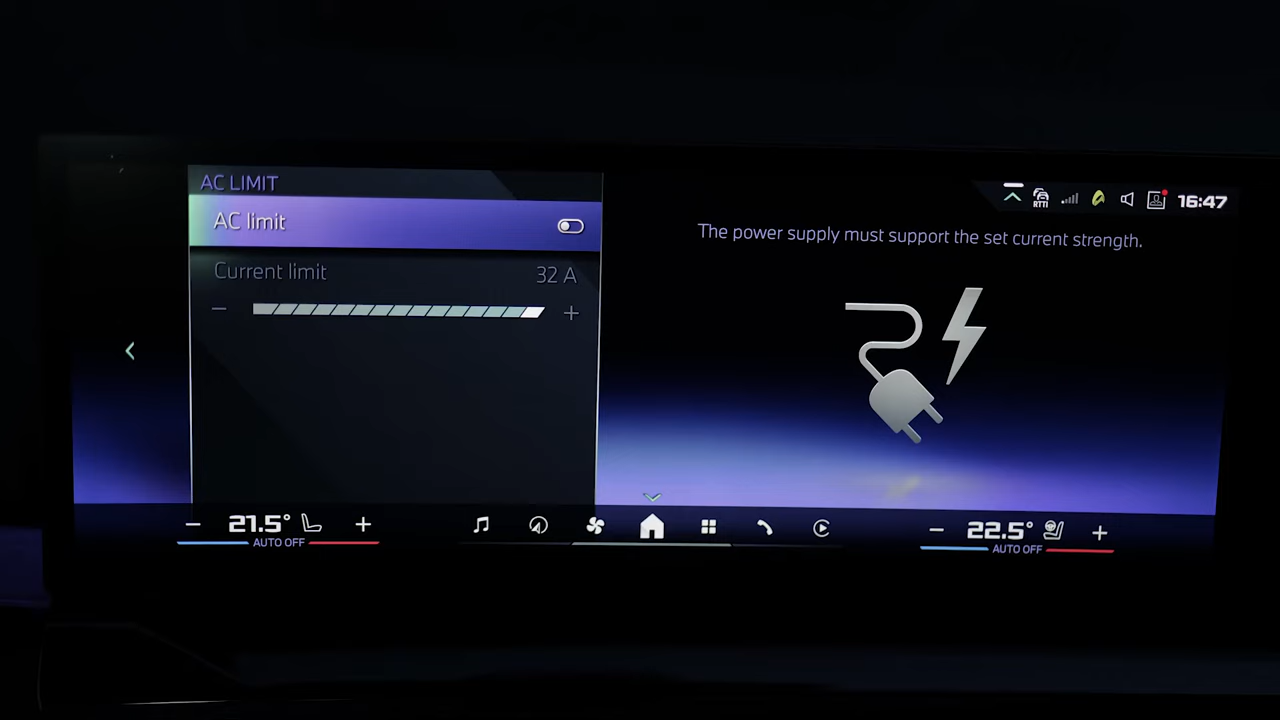 AC LIMIT
AC limit
Current limit 32 A
− +
RTTI 16:47
The power supply must support the set current strength.
− 21.5° +
AUTO OFF
− 22.5° +
AUTO OFF